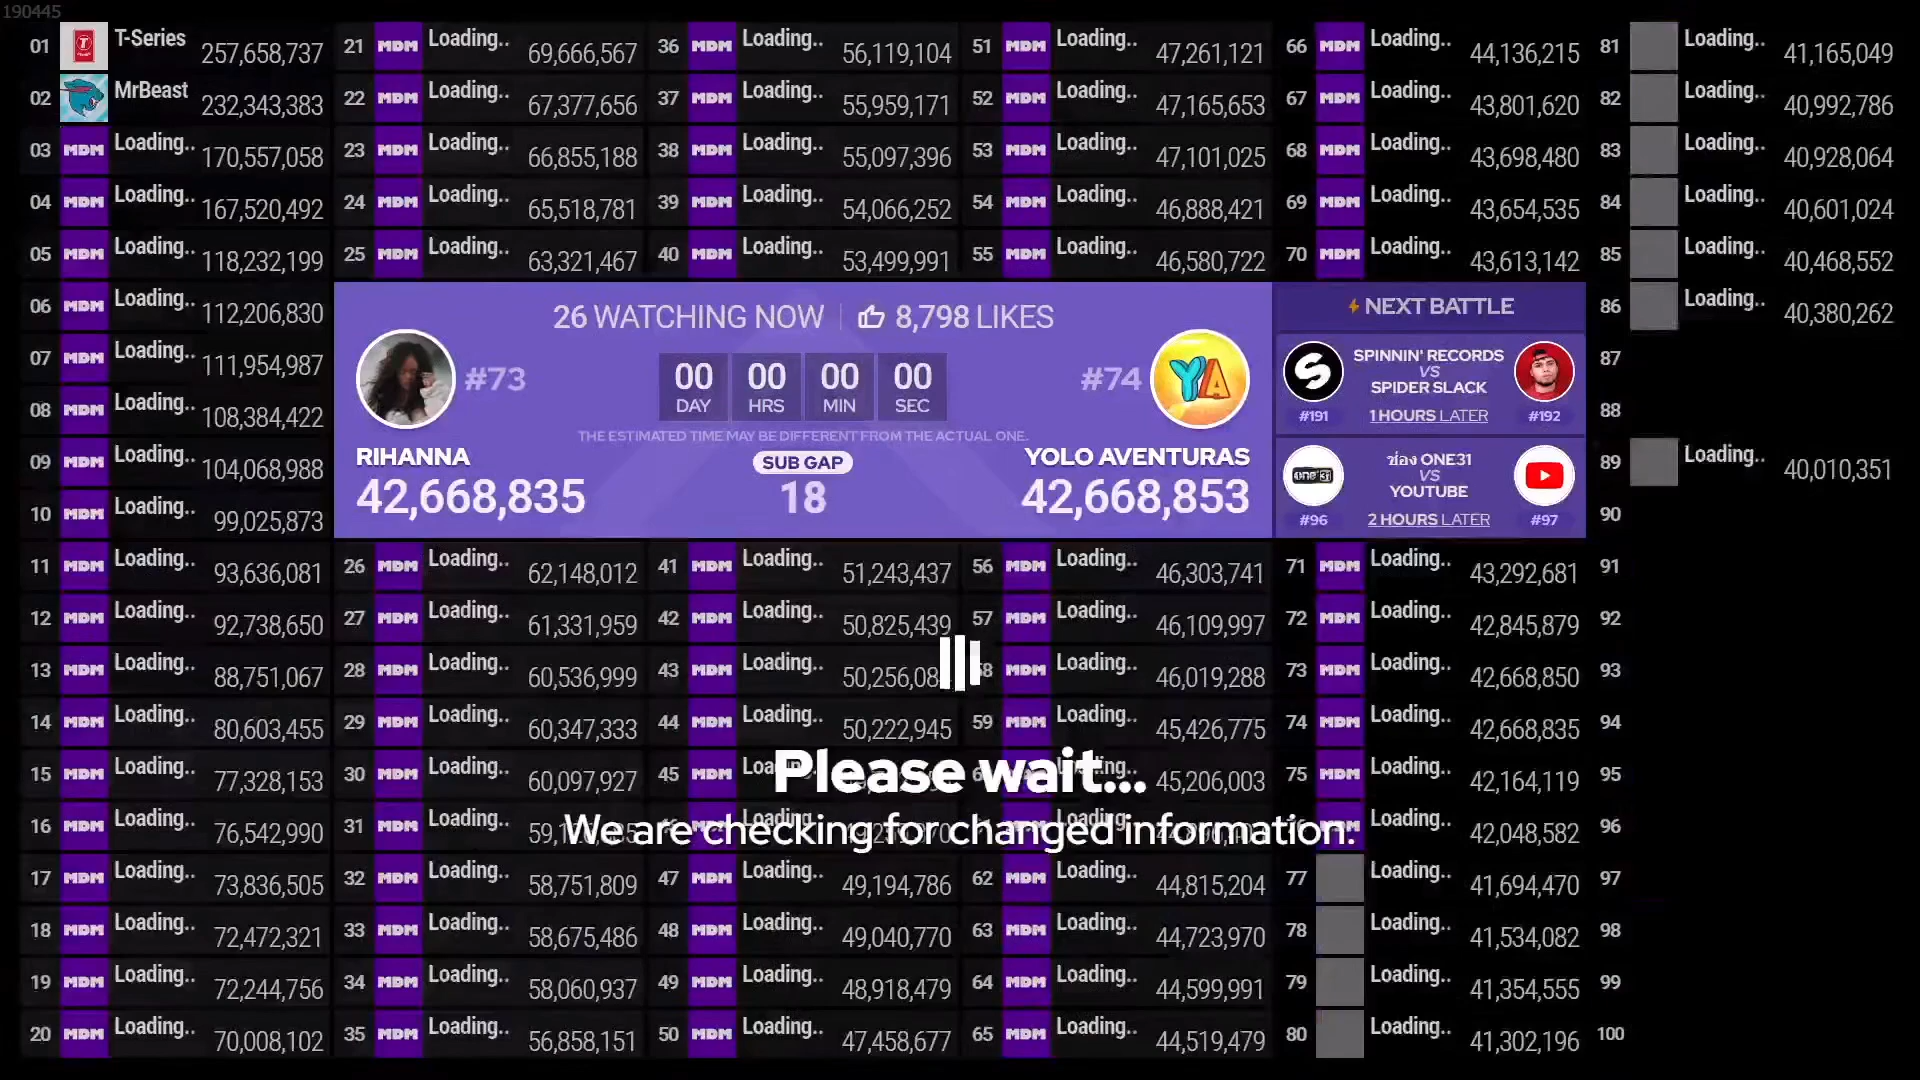 190445
01 T-Series 257,658,737
02 MrBeast 232,343,383
03 MDM Loading.. 170,557,058
04 MDM Loading.. 167,520,492
05 MDM Loading.. 118,232,199
06 MDM Loading.. 112,206,830
07 MDM Loading.. 111,954,987
08 MDM Loading.. 108,384,422
09 MDM Loading.. 104,068,988
10 MDM Loading.. 99,025,873
11 MDM Loading.. 93,636,081
12 MDM Loading.. 92,738,650
13 MDM Loading.. 88,751,067
14 MDM Loading.. 80,603,455
15 MDM Loading.. 77,328,153
16 MDM Loading.. 76,542,990
17 MDM Loading.. 73,836,505
18 MDM Loading.. 72,472,321
19 MDM Loading.. 72,244,756
20 MDM Loading.. 70,008,102
21 MDM Loading.. 69,666,567
22 MDM Loading.. 67,377,656
23 MDM Loading.. 66,855,188
24 MDM Loading.. 65,518,781
25 MDM Loading.. 63,321,467
36 MDM Loading.. 56,119,104
37 MDM Loading.. 55,959,171
38 MDM Loading.. 55,097,396
39 MDM Loading.. 54,066,252
40 MDM Loading.. 53,499,991
51 MDM Loading.. 47,261,121
52 MDM Loading.. 47,165,653
53 MDM Loading.. 47,101,025
54 MDM Loading.. 46,888,421
55 MDM Loading.. 46,580,722
66 MDM Loading.. 44,136,215
67 MDM Loading.. 43,801,620
68 MDM Loading.. 43,698,480
69 MDM Loading.. 43,654,535
70 MDM Loading.. 43,613,142
26 WATCHING NOW 8,798 LIKES
#73
00 DAY
00 HRS
00 MIN
00 SEC
#74
YA
THE ESTIMATED TIME MAY BE DIFFERENT FROM THE ACTUAL ONE.
RIHANNA
42,668,835
SUB GAP
18
YOLO AVENTURAS
42,668,853
NEXT BATTLE
SPINNIN' RECORDS
VS
SPIDER SLACK
#191
1 HOURS LATER
#192
one 31
ช่อง ONE31
VS
YOUTUBE
#96
2 HOURS LATER
#97
26 MDM Loading.. 62,148,012
27 MDM Loading.. 61,331,959
28 MDM Loading.. 60,536,999
29 MDM Loading.. 60,347,333
30 MDM Loading.. 60,097,927
31 MDM Loading..
32 MDM Loading.. 58,751,809
33 MDM Loading.. 58,675,486
34 MDM Loading.. 58,060,937
35 MDM Loading.. 56,858,151
41 MDM Loading.. 51,243,437
42 MDM Loading.. 50,825,439
43 MDM Loading..
44 MDM Loading.. 50,222,945
45 MDM
47 MDM Loading.. 49,194,786
48 MDM Loading.. 49,040,770
49 MDM Loading.. 48,918,479
50 MDM Loading.. 47,458,677
56 MDM Loading.. 46,303,741
57 MDM Loading.. 46,109,997
58 MDM Loading.. 46,019,288
59 MDM Loading.. 45,426,775
45,206,003
62 MDM Loading.. 44,815,204
63 MDM Loading.. 44,723,970
64 MDM Loading.. 44,599,991
65 MDM Loading.. 44,519,479
71 MDM Loading.. 43,292,681
72 MDM Loading.. 42,845,879
73 MDM Loading.. 42,668,850
74 MDM Loading.. 42,668,835
75 MDM Loading.. 42,164,119
MDM Loading.. 42,048,582
77 Loading.. 41,694,470
78 Loading.. 41,534,082
79 Loading.. 41,354,555
80 Loading.. 41,302,196
81 Loading.. 41,165,049
82 Loading.. 40,992,786
83 Loading.. 40,928,064
84 Loading.. 40,601,024
85 Loading.. 40,468,552
86 Loading.. 40,380,262
87
88
89 Loading.. 40,010,351
90
91
92
93
94
95
96
97
98
99
100
Please wait...
We are checking for changed information.